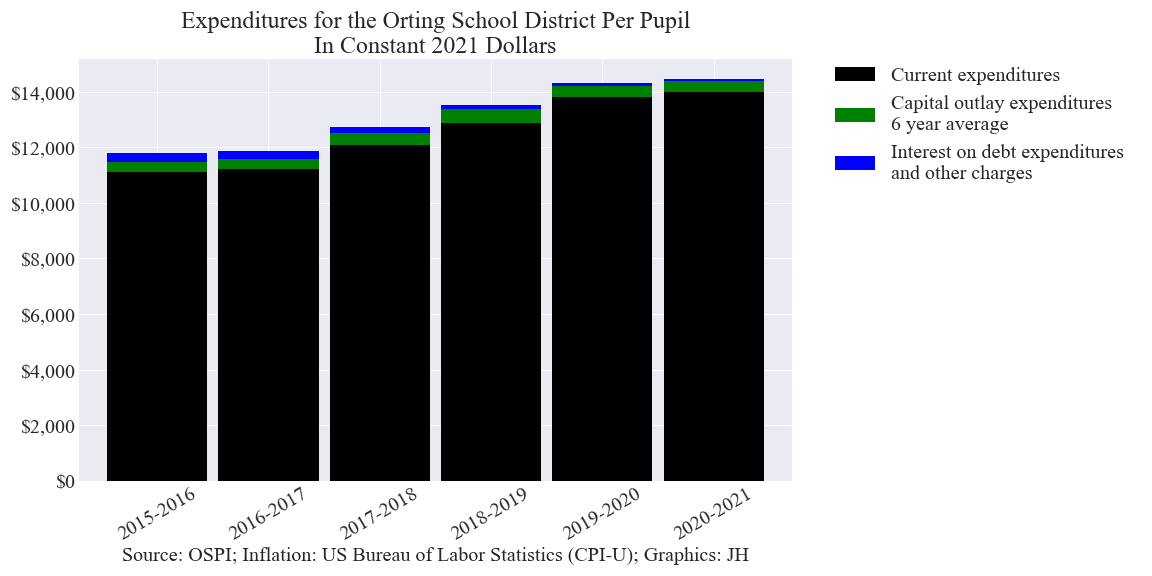 Expenditures for the Orting School District Per Pupil
In Constant 2021 Dollars
$14,000
$12,000
$10,000
$8,000
$6,000
$4,000
$2,000
$0
2015-2016
2016-2017
2017-2018
2018-2019
2019-2020
2020-2021
Source: OSPI; Inflation: US Bureau of Labor Statistics (CPI-U); Graphics: JH
Current expenditures
Capital outlay expenditures
6 year average
Interest on debt expenditures
and other charges